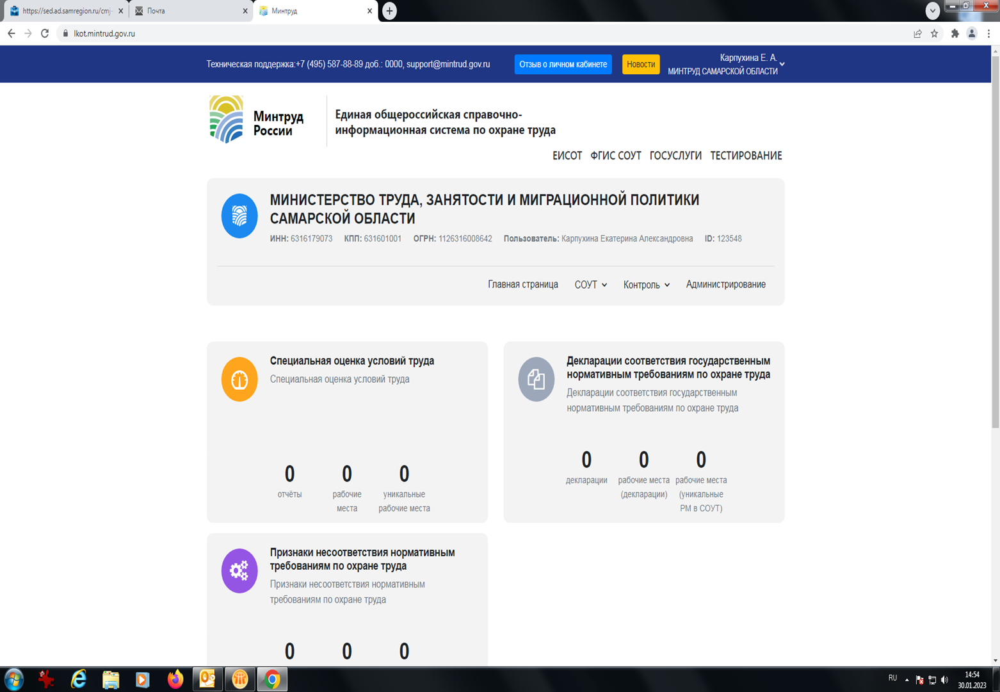 https://sed.ad.samregion.ru/cmj-
Почта
Минтруд
lkot.mintrud.gov.ru
Техническая поддержка:+7 (495) 587-88-89 доб.: 0000, support@mintrud.gov.ru
Отзыв о личном кабинете
Новости
Карпухина Е. А.
МИНТРУД САМАРСКОЙ ОБЛАСТИ
Минтруд
России
Единая общероссийская справочно-
информационная система по охране труда
ЕИСОТ ФГИС СОУТ ГОСУСЛУГИ ТЕСТИРОВАНИЕ
МИНИСТЕРСТВО ТРУДА, ЗАНЯТОСТИ И МИГРАЦИОННОЙ ПОЛИТИКИ
САМАРСКОЙ ОБЛАСТИ
ИНН: 6316179073 КПП: 631601001 ОГРН: 1126316008642 Пользователь: Карпухина Екатерина Александровна ID: 123548
Главная страница СОУТ Контроль Администрирование
Специальная оценка условий труда
Специальная оценка условий труда
0 0 0
отчёты рабочие уникальные
места рабочие места
Декларации соответствия государственным
нормативным требованиям по охране труда
Декларации соответствия государственным
нормативным требованиям по охране труда
0 0 0
декларации рабочие места рабочие места
(декларации) (уникальные
РМ в СОУТ)
Признаки несоответствия нормативным
требованиям по охране труда
Признаки несоответствия нормативным
требованиям по охране труда
0 0 0
RU
14:54
30.01.2023